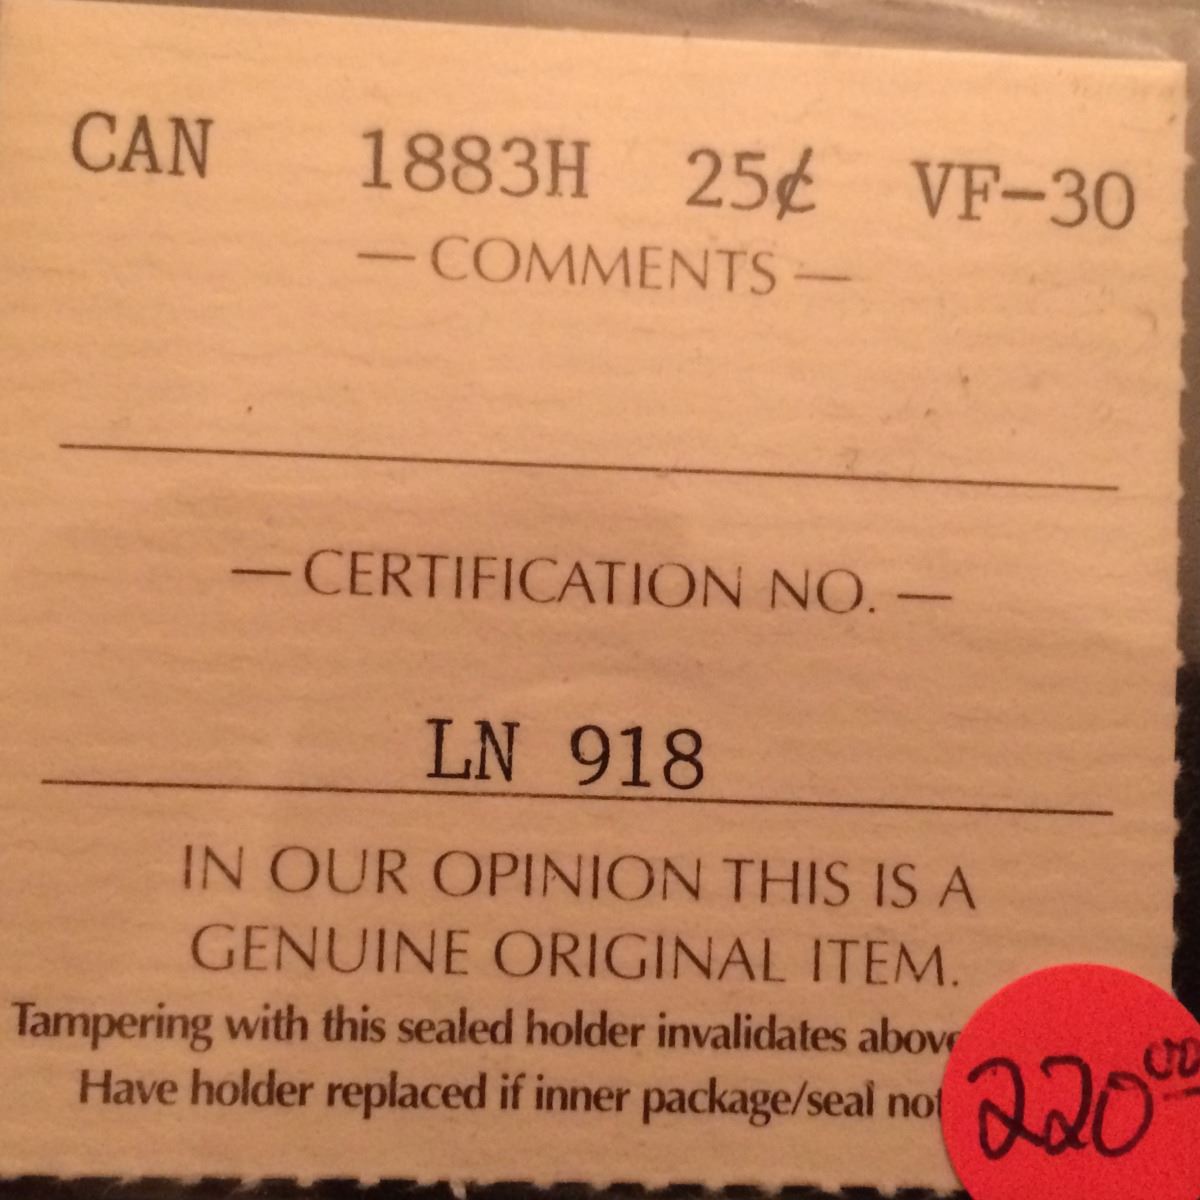 CAN 1883H 25¢ VF-30
— COMMENTS —
— CERTIFICATION NO. —
LN 918
IN OUR OPINION THIS IS A
GENUINE ORIGINAL ITEM.
Tampering with this sealed holder invalidates above
Have holder replaced if inner package/seal not
220.00